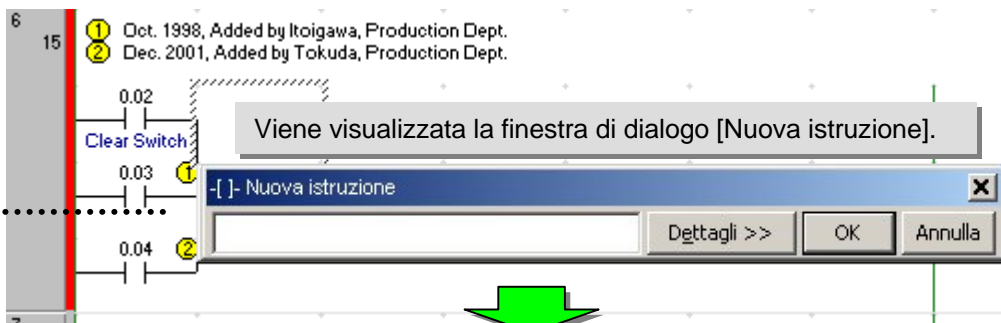 6
15
1 Oct. 1998, Added by Itoigawa, Production Dept.
2 Dec. 2001, Added by Tokuda, Production Dept.
0.02
Viene visualizzata la finestra di dialogo [Nuova istruzione].
Clear Switch
0.03 1
-[ ]- Nuova istruzione
Dettagli >> OK Annulla
0.04 2
7